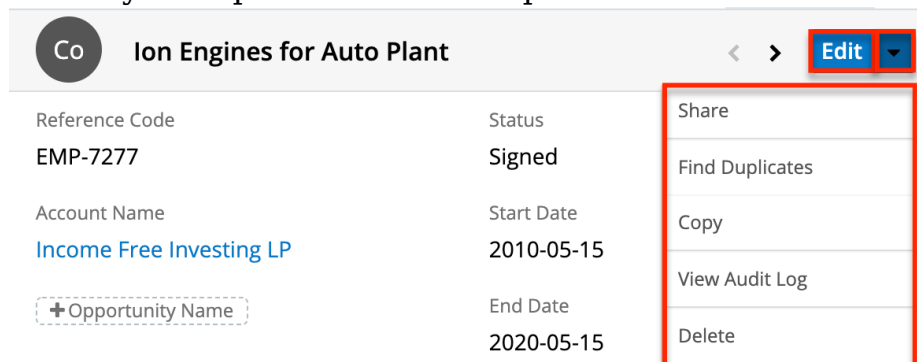 Co Ion Engines for Auto Plant Edit
Reference Code Status Share
EMP-7277 Signed Find Duplicates
Account Name Start Date Copy
Income Free Investing LP 2010-05-15
View Audit Log
+Opportunity Name End Date
2020-05-15 Delete